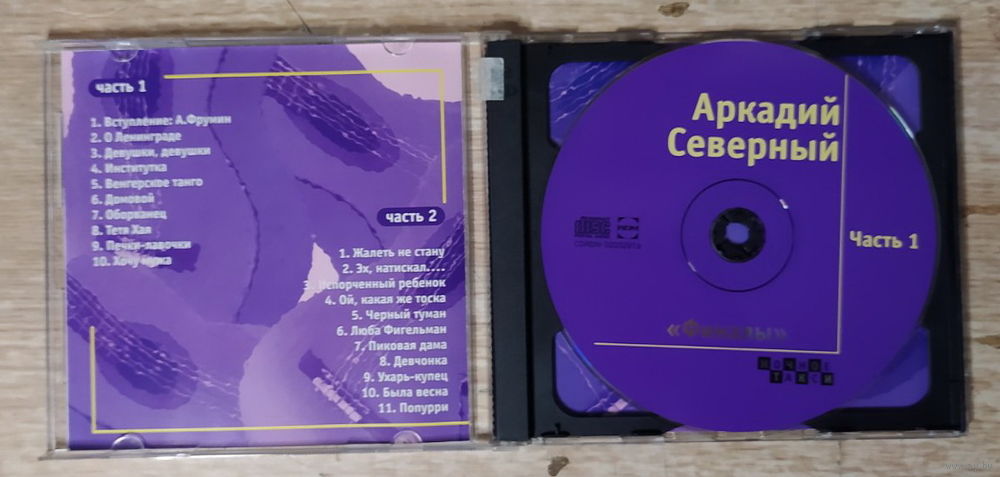 часть 1
1. Вступление: А.Фрумин
2. О Ленинграде
3. Девушки, девушки
4. Институтка
5. Венгерское танго
6. Домовой
7. Оборванец
8. Тетя Хая
9. Печки-лавочки
10. Хочу мужа
часть 2
1. Жалеть не стану
2. Эх, натискал....
3. Испорченный ребенок
4. Ой, какая же тоска
5. Черный туман
6. Люба Фигельман
7. Пиковая дама
8. Девчонка
9. Ухарь-купец
10. Была весна
11. Попурри
Аркадий
Северный
Часть 1
НОЧНОЕ
ТАКСИ